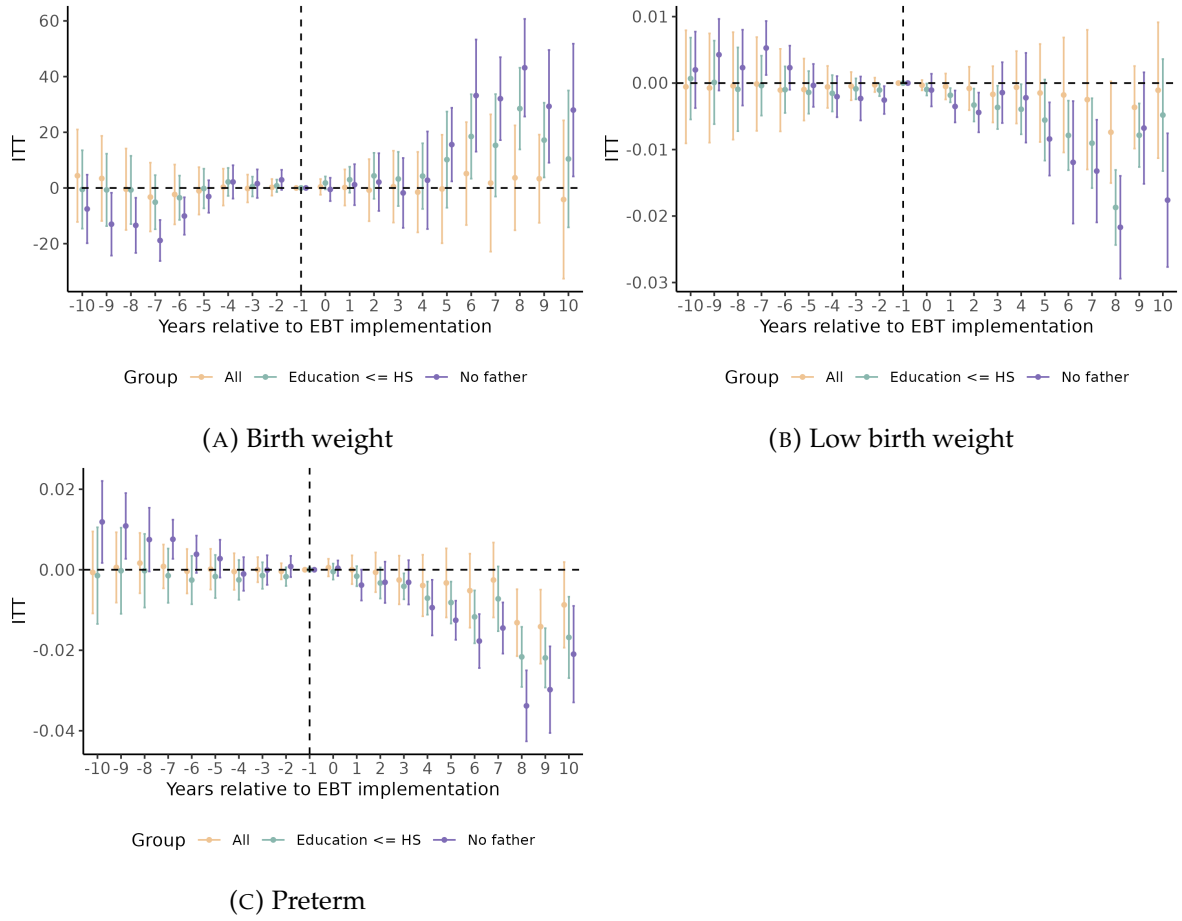 60
40
20
0
-20
ITT
-10 -9 -8 -7 -6 -5 -4 -3 -2 -1 0 1 2 3 4 5 6 7 8 9 10
Years relative to EBT implementation
Group All Education <= HS No father
(A) Birth weight
0.01
0.00
-0.01
-0.02
-0.03
ITT
-10 -9 -8 -7 -6 -5 -4 -3 -2 -1 0 1 2 3 4 5 6 7 8 9 10
Years relative to EBT implementation
Group All Education <= HS No father
(B) Low birth weight
0.02
0.00
-0.02
-0.04
ITT
-10 -9 -8 -7 -6 -5 -4 -3 -2 -1 0 1 2 3 4 5 6 7 8 9 10
Years relative to EBT implementation
Group All Education <= HS No father
(C) Preterm